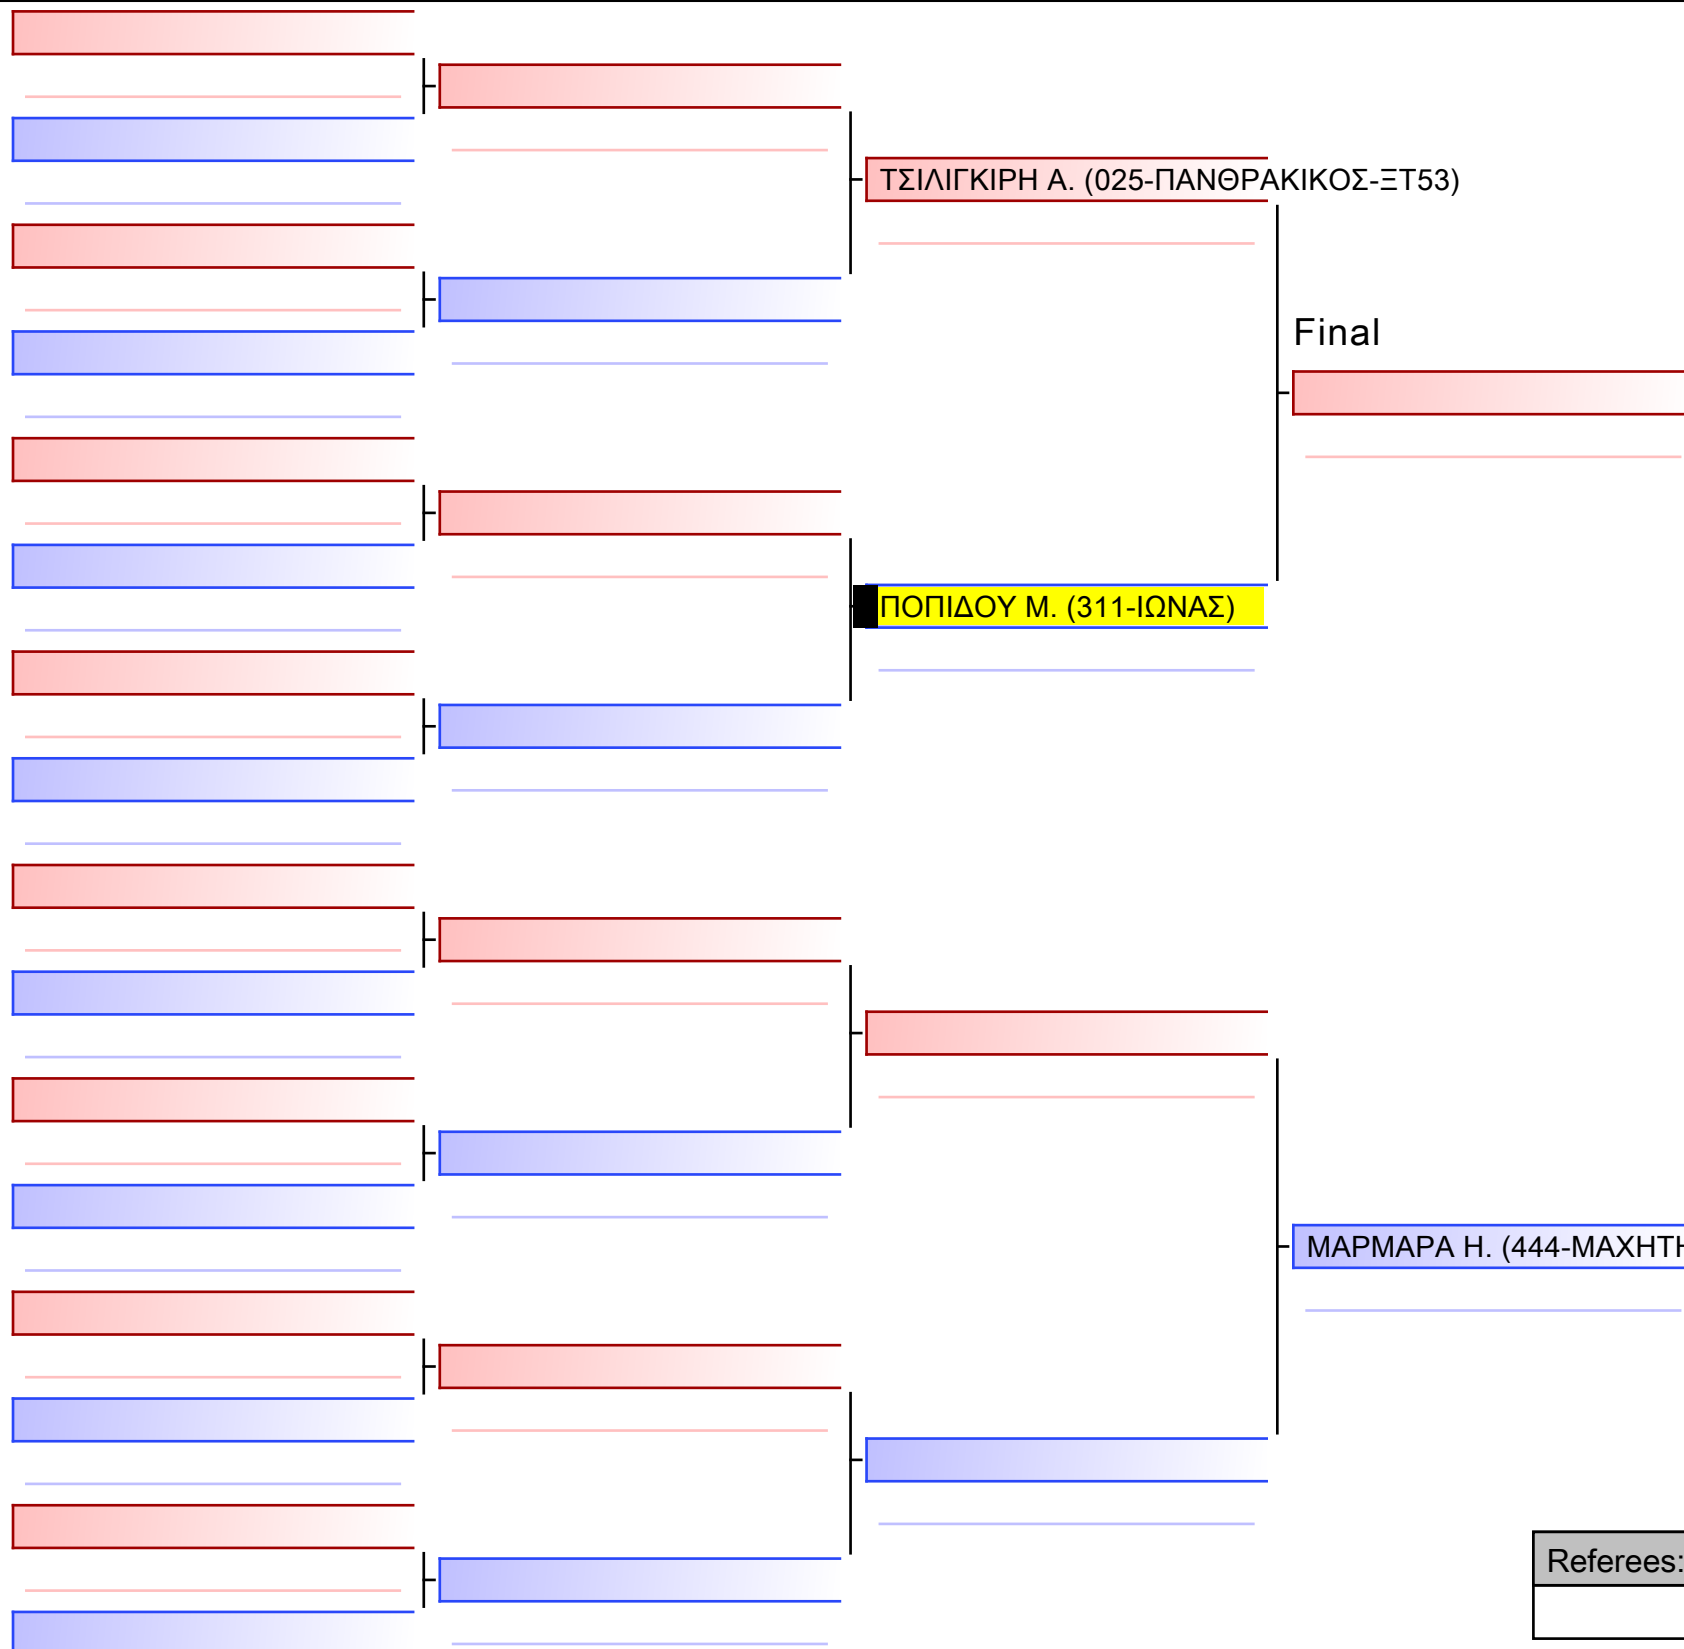 ΤΣΙΛΙΓΚΙΡΗ Α. (025-ΠΑΝΘΡΑΚΙΚΟΣ-ΞΤ53)
Final
ΠΟΠΙΔΟΥ Μ. (311-ΙΩΝΑΣ)
ΜΑΡΜΑΡΑ Η. (444-ΜΑΧΗΤΗ
Referees: